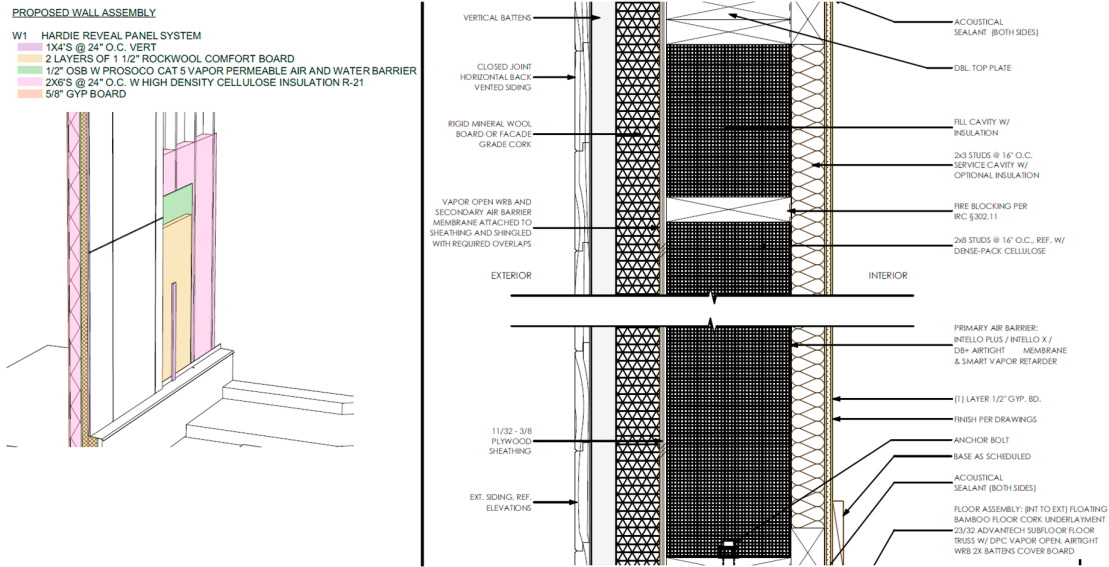 PROPOSED WALL ASSEMBLY
W1 HARDIE REVEAL PANEL SYSTEM
1X4'S @ 24" O.C. VERT
2 LAYERS OF 1 1/2" ROCKWOOL COMFORT BOARD
1/2" OSB W PROSOCO CAT 5 VAPOR PERMEABLE AIR AND WATER BARRIER
2X6'S @ 24" O.C. W HIGH DENSITY CELLULOSE INSULATION R-21
5/8" GYP BOARD
VERTICAL BATTENS
CLOSED JOINT
HORIZONTAL BACK
VENTED SIDING
RIGID MINERAL WOOL
BOARD OR FACADE
GRADE CORK
VAPOR OPEN WRB AND
SECONDARY AIR BARRIER
MEMBRANE ATTACHED TO
SHEATHING AND SHINGLED
WITH REQUIRED OVERLAPS
EXTERIOR
11/32 - 3/8
PLYWOOD
SHEATHING
EXT. SIDING, REF.
ELEVATIONS
ACOUSTICAL
SEALANT (BOTH SIDES)
DBL. TOP PLATE
FILL CAVITY W/
INSULATION
2x3 STUDS @ 16" O.C.
SERVICE CAVITY W/
OPTIONAL INSULATION
FIRE BLOCKING PER
IRC §302.11
2x8 STUDS @ 16" O.C., REF. W/
DENSE-PACK CELLULOSE
INTERIOR
PRIMARY AIR BARRIER:
INTELLO PLUS / INTELLO X /
DB+ AIRTIGHT MEMBRANE
& SMART VAPOR RETARDER
(1) LAYER 1/2" GYP. BD.
FINISH PER DRAWINGS
ANCHOR BOLT
BASE AS SCHEDULED
ACOUSTICAL
SEALANT (BOTH SIDES)
FLOOR ASSEMBLY: (INT TO EXT) FLOATING
BAMBOO FLOOR CORK UNDERLAYMENT
23/32 ADVANTECH SUBFLOOR FLOOR
TRUSS W/ DPC VAPOR OPEN, AIRTIGHT
WRB 2X BATTENS COVER BOARD